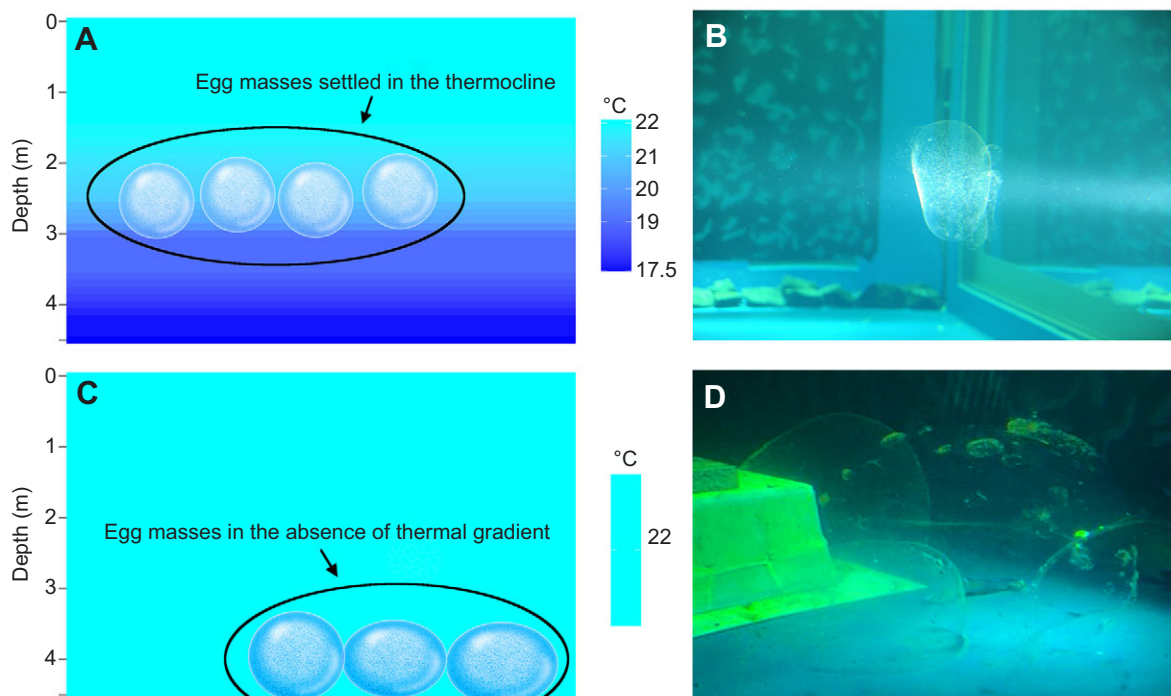 A
0
1
2
3
4
Depth (m)
Egg masses settled in the thermocline
°C
22
21
20
19
17.5
B
C
0
1
2
3
4
Depth (m)
Egg masses in the absence of thermal gradient
°C
22
D